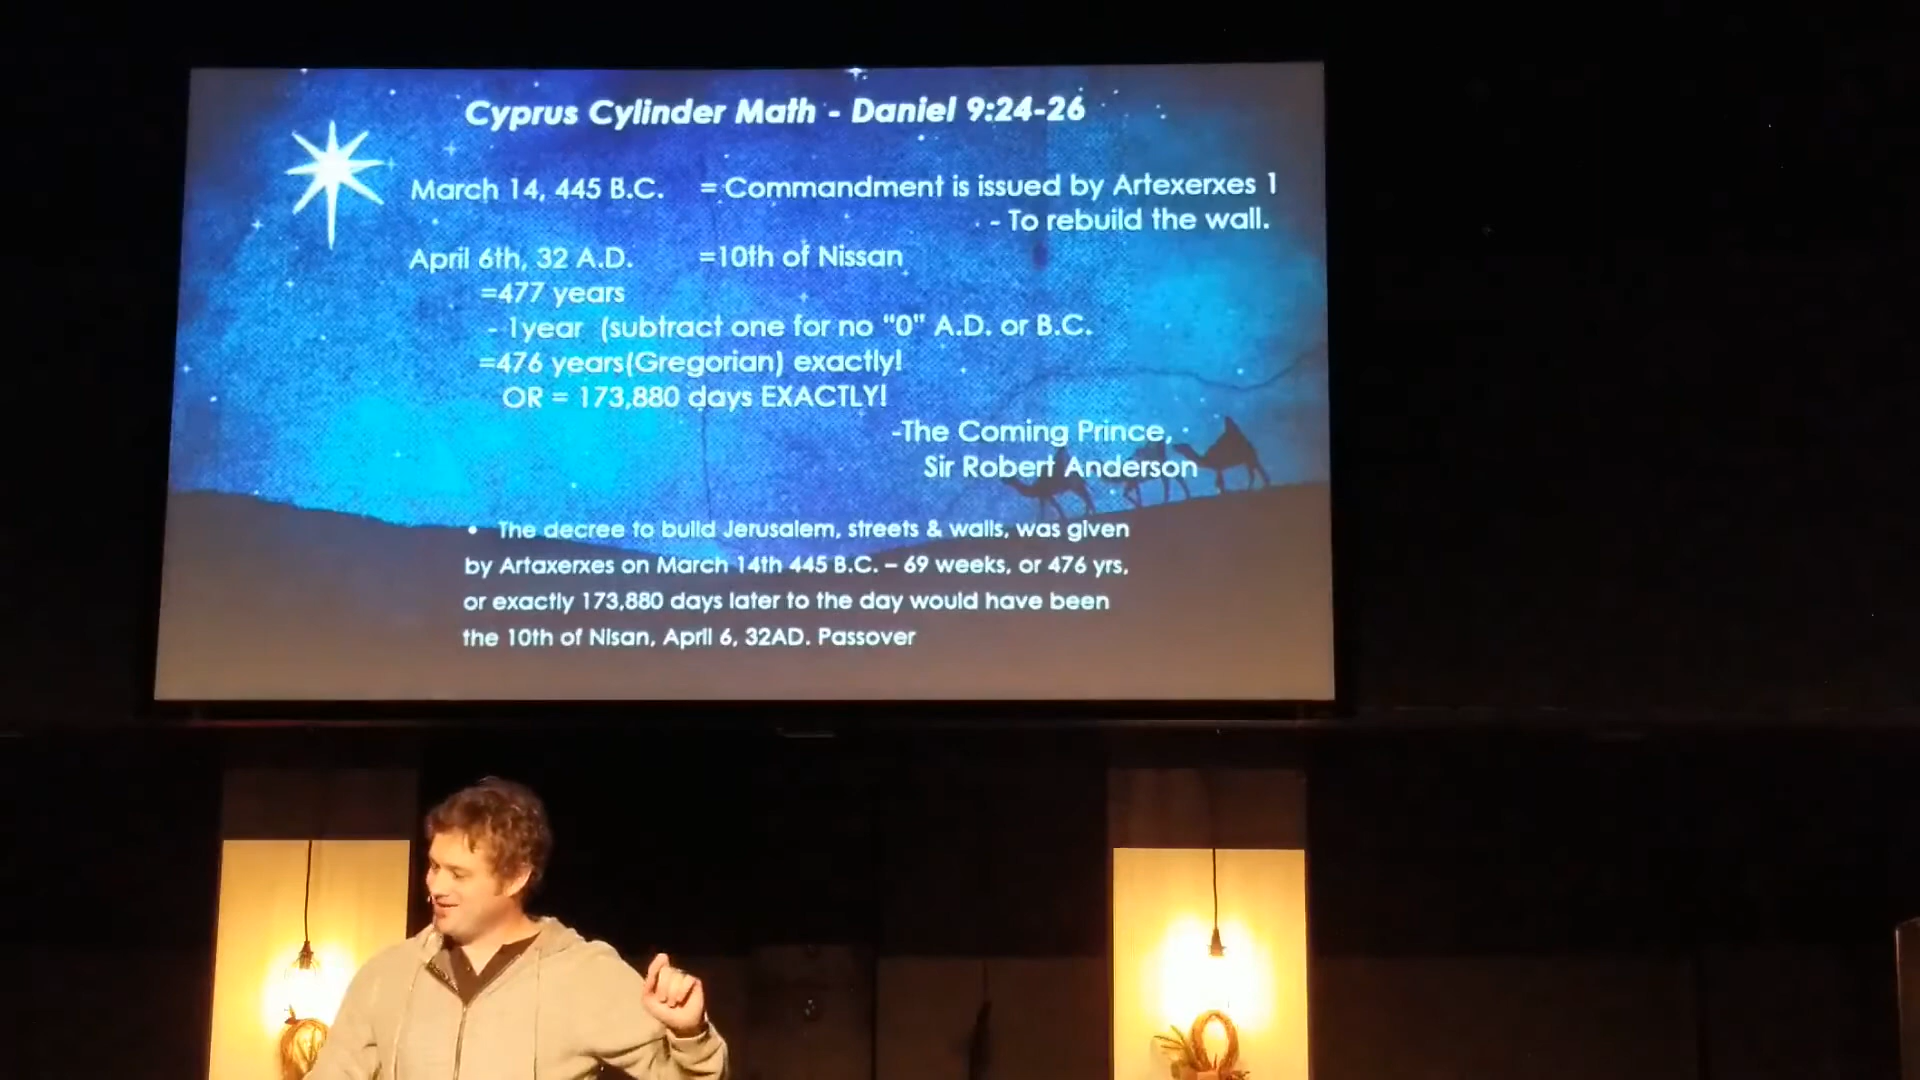 Cyprus Cylinder Math - Daniel 9:24-26
March 14, 445 B.C. = Commandment is issued by Artexerxes 1
- To rebuild the wall.
April 6th, 32 A.D. =10th of Nissan
=477 years
- 1year (subtract one for no "0" A.D. or B.C.
=476 years(Gregorian) exactly!
OR = 173,880 days EXACTLY!
-The Coming Prince,
Sir Robert Anderson
• The decree to build Jerusalem, streets & walls, was given
by Artaxerxes on March 14th 445 B.C. – 69 weeks, or 476 yrs,
or exactly 173,880 days later to the day would have been
the 10th of Nisan, April 6, 32AD. Passover